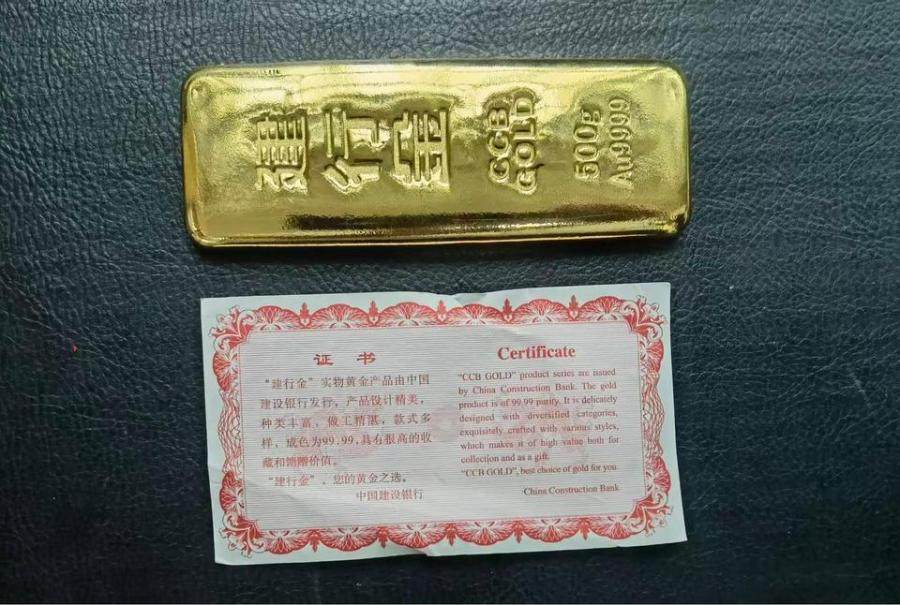 建行金
CCB
GOLD
500g
Au9999
证书
“建行金”实物黄金产品由中国
建设银行发行，产品设计精美，
种类丰富，做工精湛，款式多
样，成色为99.99，具有很高的收
藏和馈赠价值。
“建行金”，您的黄金之选。
中国建设银行
Certificate
"CCB GOLD" product series are issued
by China Construction Bank. The gold
product is of 99.99 purity. It is delicately
designed with diversified categories,
exquisitely crafted with various styles,
which makes it of high value both for
collection and as a gift.
"CCB GOLD", best choice of gold for you
China Construction Bank